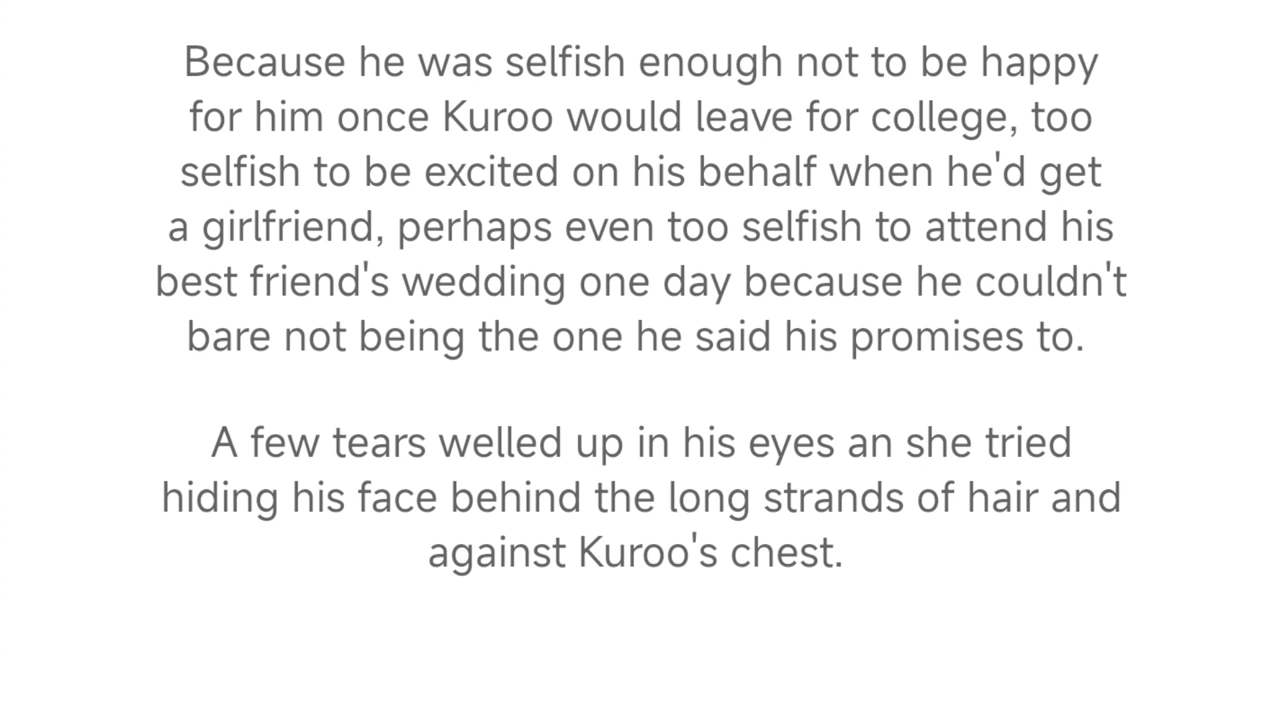 Because he was selfish enough not to be happy
for him once Kuroo would leave for college, too
selfish to be excited on his behalf when he'd get
a girlfriend, perhaps even too selfish to attend his
best friend's wedding one day because he couldn't
bare not being the one he said his promises to.
A few tears welled up in his eyes an she tried
hiding his face behind the long strands of hair and
against Kuroo's chest.